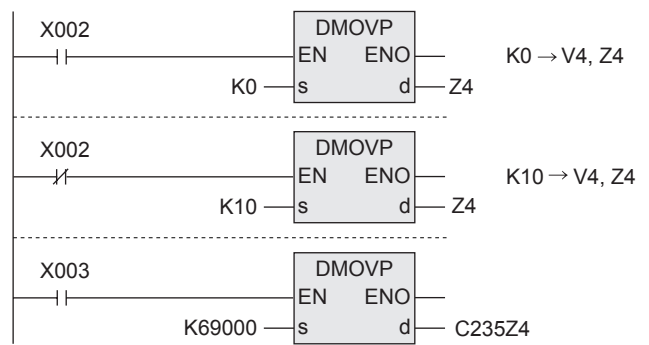 X002
DMOVP
EN ENO
K0 → V4, Z4
K0 s d Z4
X002
DMOVP
EN ENO
K10 → V4, Z4
K10 s d Z4
X003
DMOVP
EN ENO
K69000 s d C235Z4